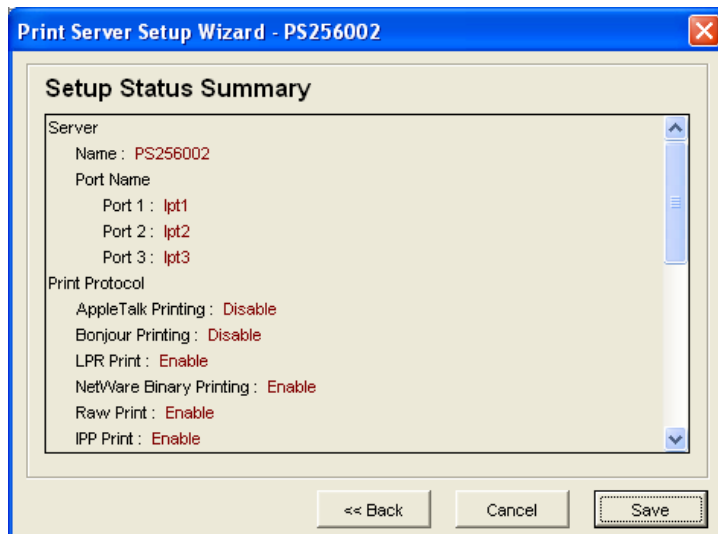 Print Server Setup Wizard - PS256002
Setup Status Summary
Server
Name : PS256002
Port Name
Port 1 : lpt1
Port 2 : lpt2
Port 3 : lpt3
Print Protocol
AppleTalk Printing : Disable
Bonjour Printing : Disable
LPR Print : Enable
NetWare Binary Printing : Enable
Raw Print : Enable
IPP Print : Enable
<< Back Cancel Save